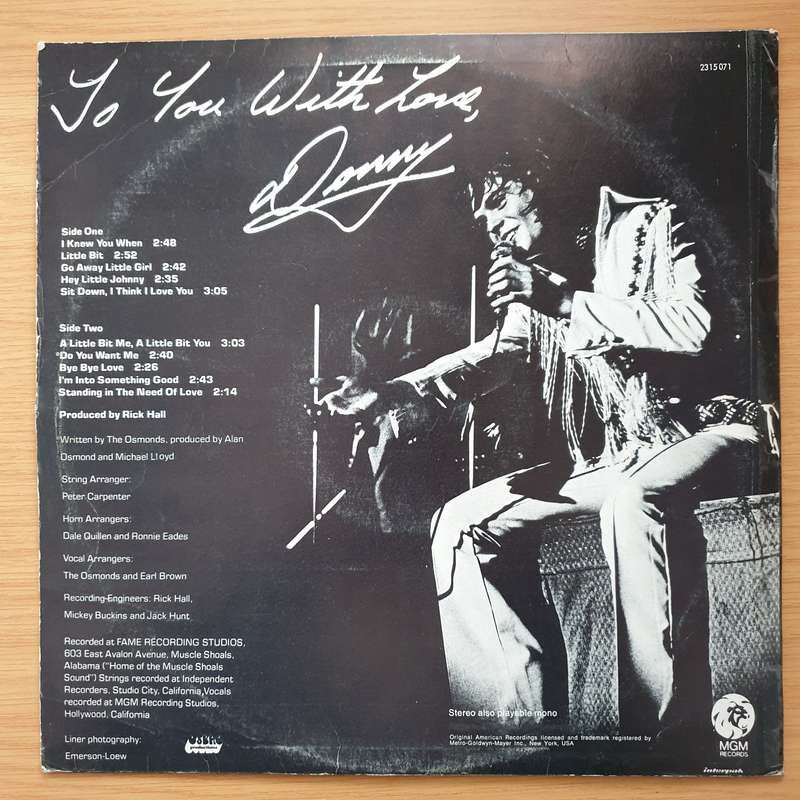 2315 071
To You With Love,
Donny
Side One
I Knew You When 2:48
Little Bit 2:52
Go Away Little Girl 2:42
Hey Little Johnny 2:35
Sit Down, I Think I Love You 3:05
Side Two
A Little Bit Me, A Little Bit You 3:03
*Do You Want Me 2:40
Bye Bye Love 2:26
I'm Into Something Good 2:43
Standing in The Need Of Love 2:14
Produced by Rick Hall
*Written by The Osmonds, produced by Alan
Osmond and Michael Lloyd
String Arranger:
Peter Carpenter
Horn Arrangers:
Dale Quillen and Ronnie Eades
Vocal Arrangers:
The Osmonds and Earl Brown
Recording Engineers: Rick Hall,
Mickey Buckins and Jack Hunt
Recorded at FAME RECORDING STUDIOS,
603 East Avalon Avenue, Muscle Shoals,
Alabama ("Home of the Muscle Shoals
Sound") Strings recorded at Independent
Recorders, Studio City, California,Vocals
recorded at MGM Recording Studios,
Hollywood, California
Liner photography:
Emerson-Loew
Stereo also playable mono
Original American Recordings licensed and trademark registered by
Metro-Goldwyn-Mayer Inc., New York, USA
MGM
RECORDS
interpak